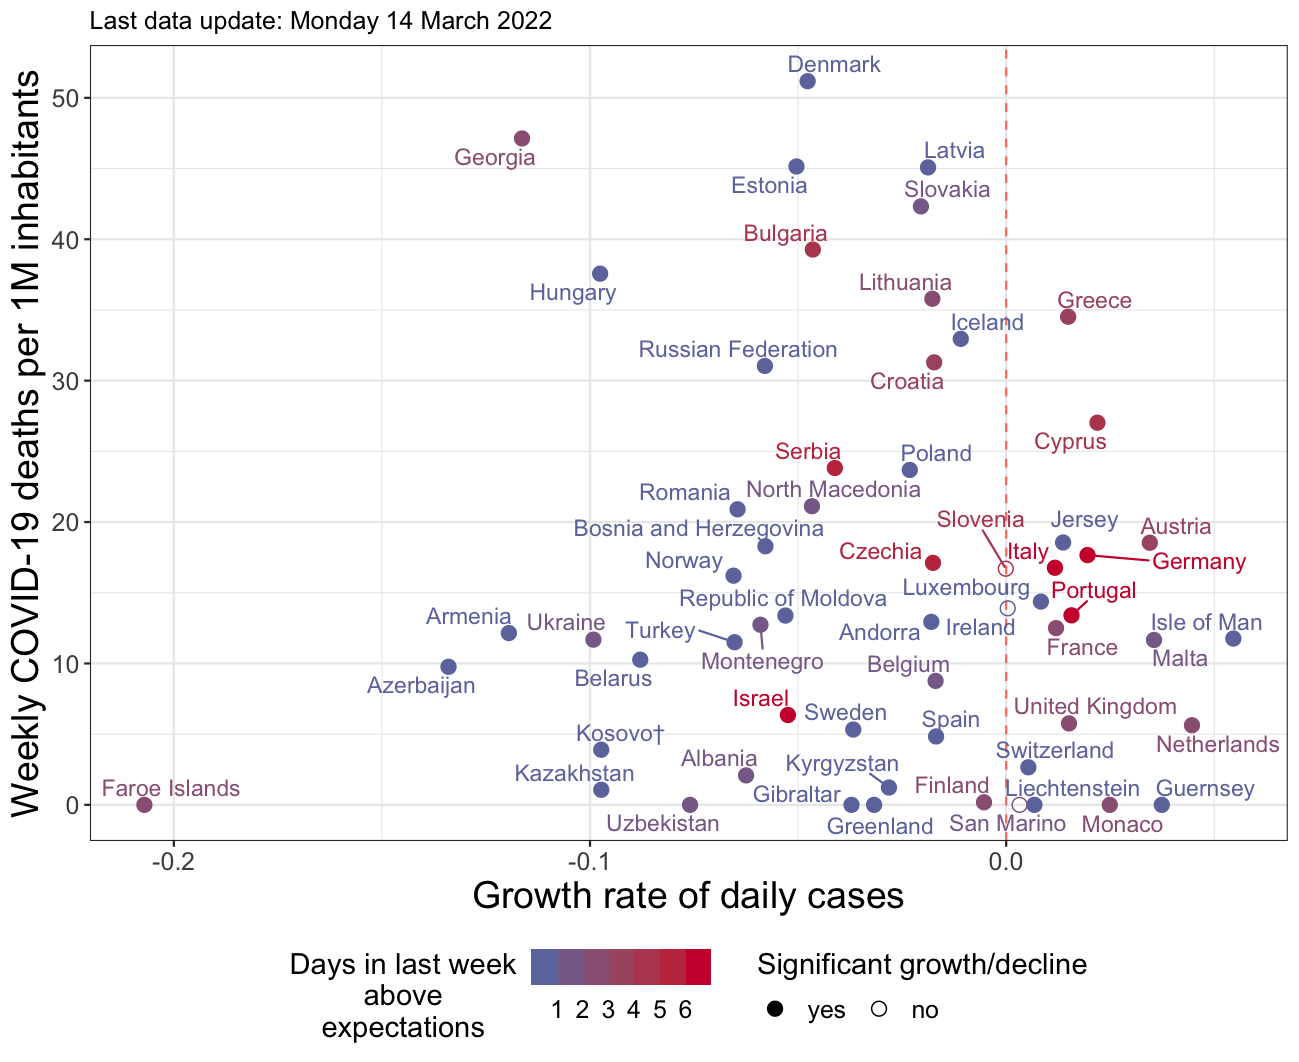 Last data update: Monday 14 March 2022
Weekly COVID-19 deaths per 1M inhabitants
50
40
30
20
10
0
Denmark
Georgia
Latvia
Estonia
Slovakia
Bulgaria
Hungary
Lithuania
Greece
Iceland
Russian Federation
Croatia
Cyprus
Serbia
Poland
Romania
North Macedonia
Slovenia
Jersey
Austria
Bosnia and Herzegovina
Norway
Czechia
Italy
Germany
Luxembourg
Portugal
Republic of Moldova
Armenia
Ukraine
Turkey
Andorra
Ireland
Isle of Man
France
Malta
Montenegro
Belgium
Azerbaijan
Belarus
Israel
Sweden
Spain
United Kingdom
Netherlands
Kosovo†
Switzerland
Kazakhstan
Albania
Kyrgyzstan
Faroe Islands
Gibraltar
Finland
Liechtenstein
Guernsey
Uzbekistan
Greenland
San Marino
Monaco
-0.2
-0.1
0.0
Growth rate of daily cases
Days in last week
above
expectations
1 2 3 4 5 6
Significant growth/decline
yes
no